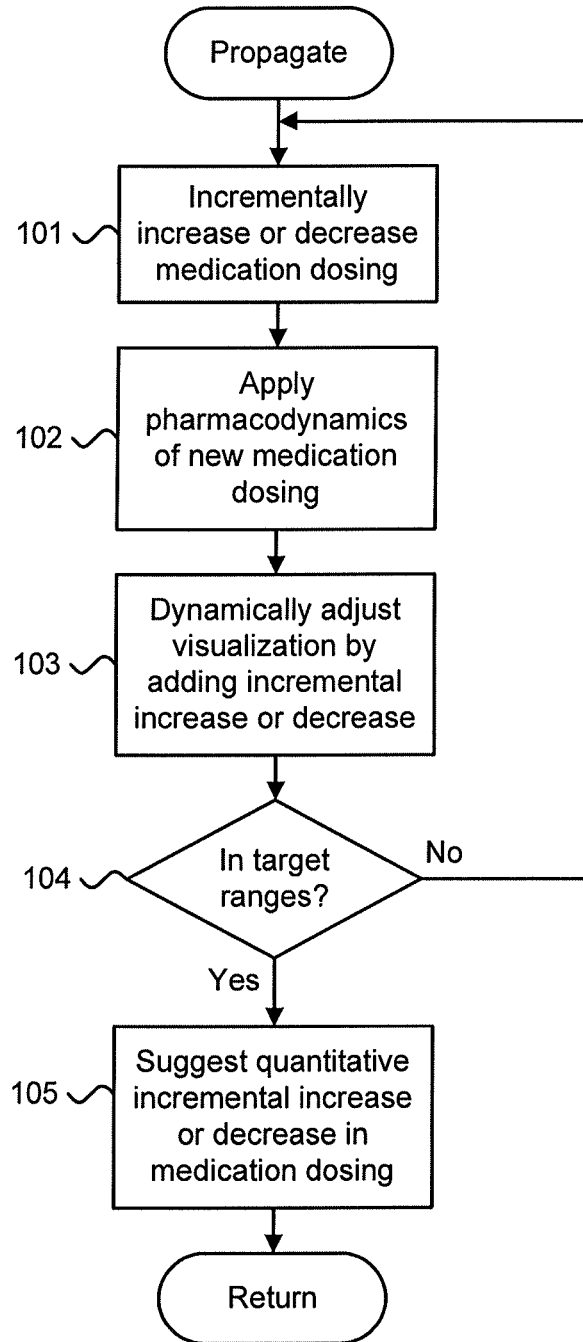 Propagate
101
Incrementally
increase or decrease
medication dosing
102
Apply
pharmacodynamics
of new medication
dosing
103
Dynamically adjust
visualization by
adding incremental
increase or decrease
104
In target
ranges?
No
Yes
105
Suggest quantitative
incremental increase
or decrease in
medication dosing
Return